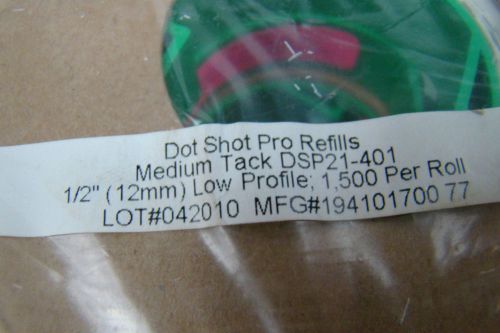 Dot Shot Pro Refills
Medium Tack DSP21-401
1/2" (12mm) Low Profile; 1,500 Per Roll
LOT#042010 MFG#194101700 77